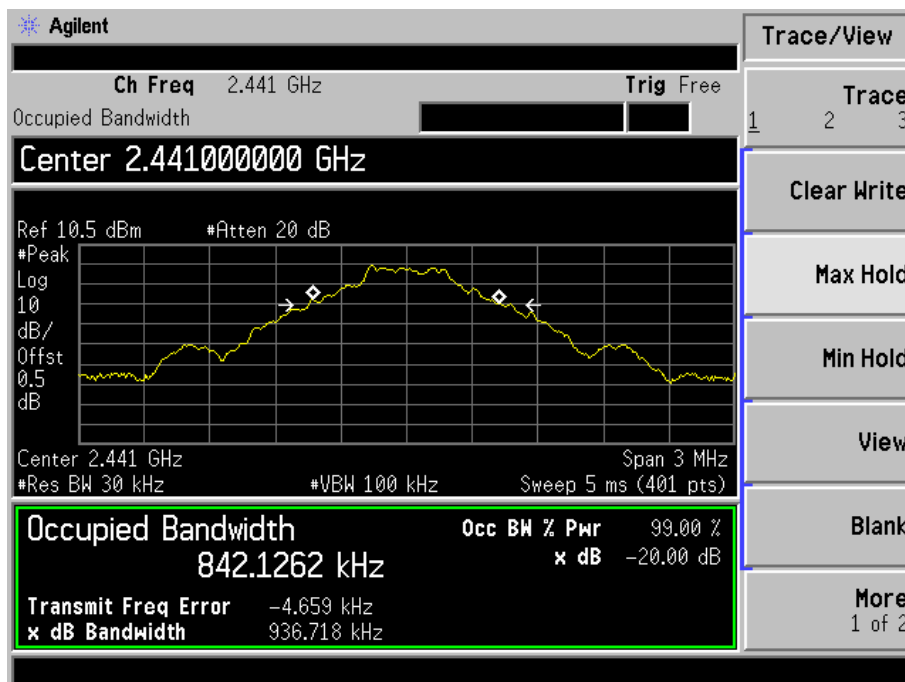 Agilent
Trace/View
Ch Freq 2.441 GHz Trig Free
Occupied Bandwidth
Trace
1 2 3
Center 2.441000000 GHz
Clear Write
Ref 10.5 dBm #Atten 20 dB
#Peak
Log
10
dB/
Offst
0.5
dB
Max Hold
Min Hold
View
Center 2.441 GHz Span 3 MHz
#Res BW 30 kHz #VBW 100 kHz Sweep 5 ms (401 pts)
Blank
Occupied Bandwidth Occ BW % Pwr 99.00 %
842.1262 kHz x dB -20.00 dB
Transmit Freq Error -4.659 kHz
x dB Bandwidth 936.718 kHz
More
1 of 2